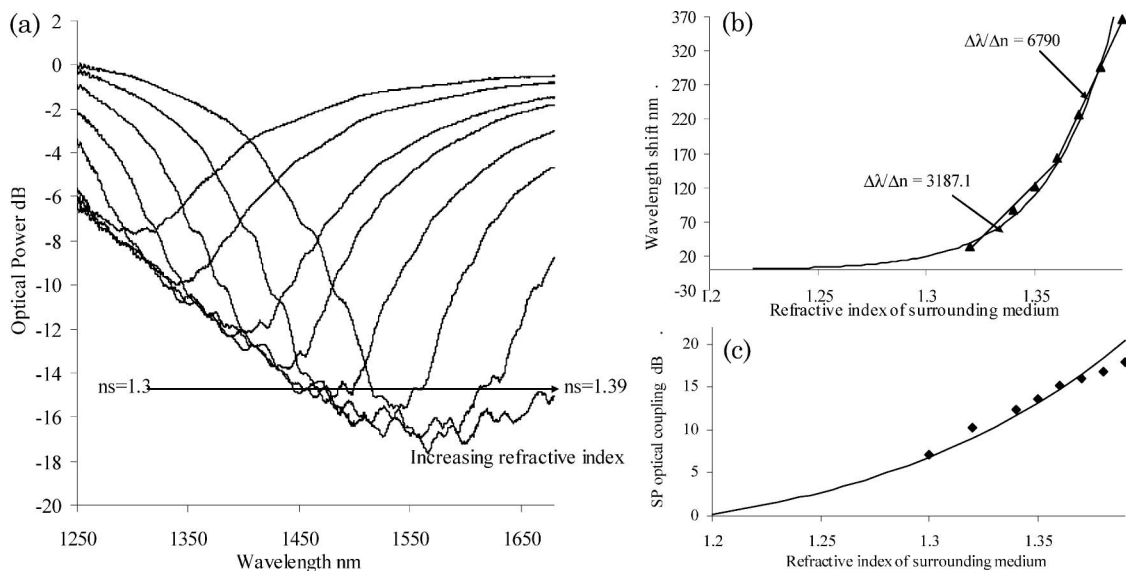 (a)
2
0
-2
-4
-6
-8
-10
-12
-14
-16
-18
-20
Optical Power dB
ns=1.3
ns=1.39
Increasing refractive index
1250 1350 1450 1550 1650
Wavelength nm
(b)
370
320
270
220
170
120
70
20
-30
Wavelength shift nm .
Δλ/Δn = 6790
Δλ/Δn = 3187.1
1.2 1.25 1.3 1.35
Refractive index of surrounding medium
(c)
20
15
10
5
0
SP optical coupling dB .
1.2 1.25 1.3 1.35
Refractive index of surrounding medium